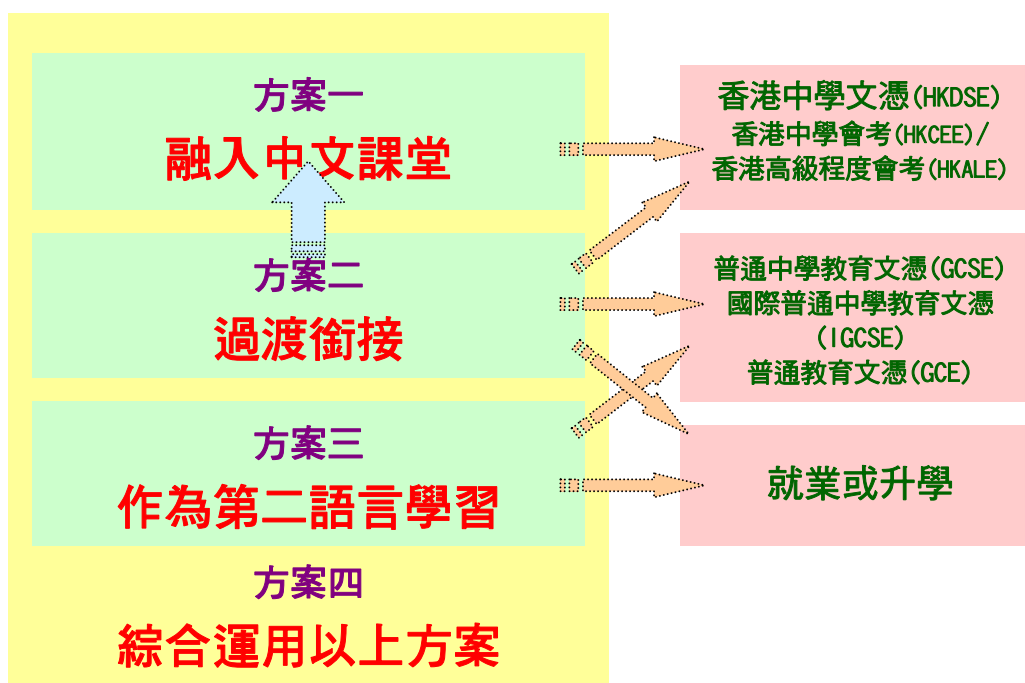 方案一
融入中文課堂
方案二
過渡銜接
方案三
作為第二語言學習
方案四
綜合運用以上方案
香港中學文憑(HKDSE)
香港中學會考(HKCEE)/
香港高級程度會考(HKALE)
普通中學教育文憑(GCSE)
國際普通中學教育文憑
(IGCSE)
普通教育文憑(GCE)
就業或升學